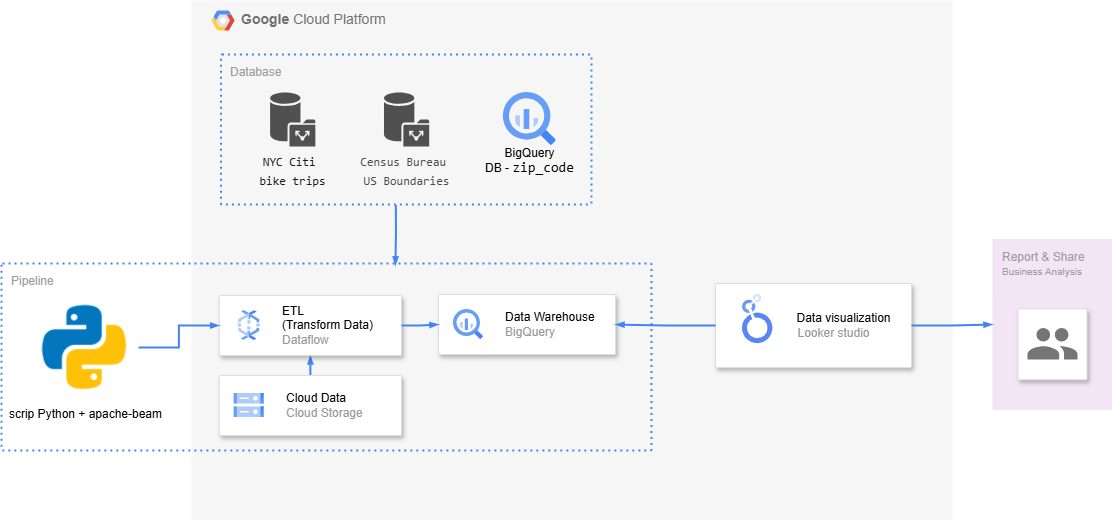 Google Cloud Platform
Database
NYC Citi
bike trips
Census Bureau
US Boundaries
BigQuery
DB - zip_code
Pipeline
scrip Python + apache-beam
ETL
(Transform Data)
Dataflow
Cloud Data
Cloud Storage
Data Warehouse
BigQuery
Data visualization
Looker studio
Report & Share
Business Analysis